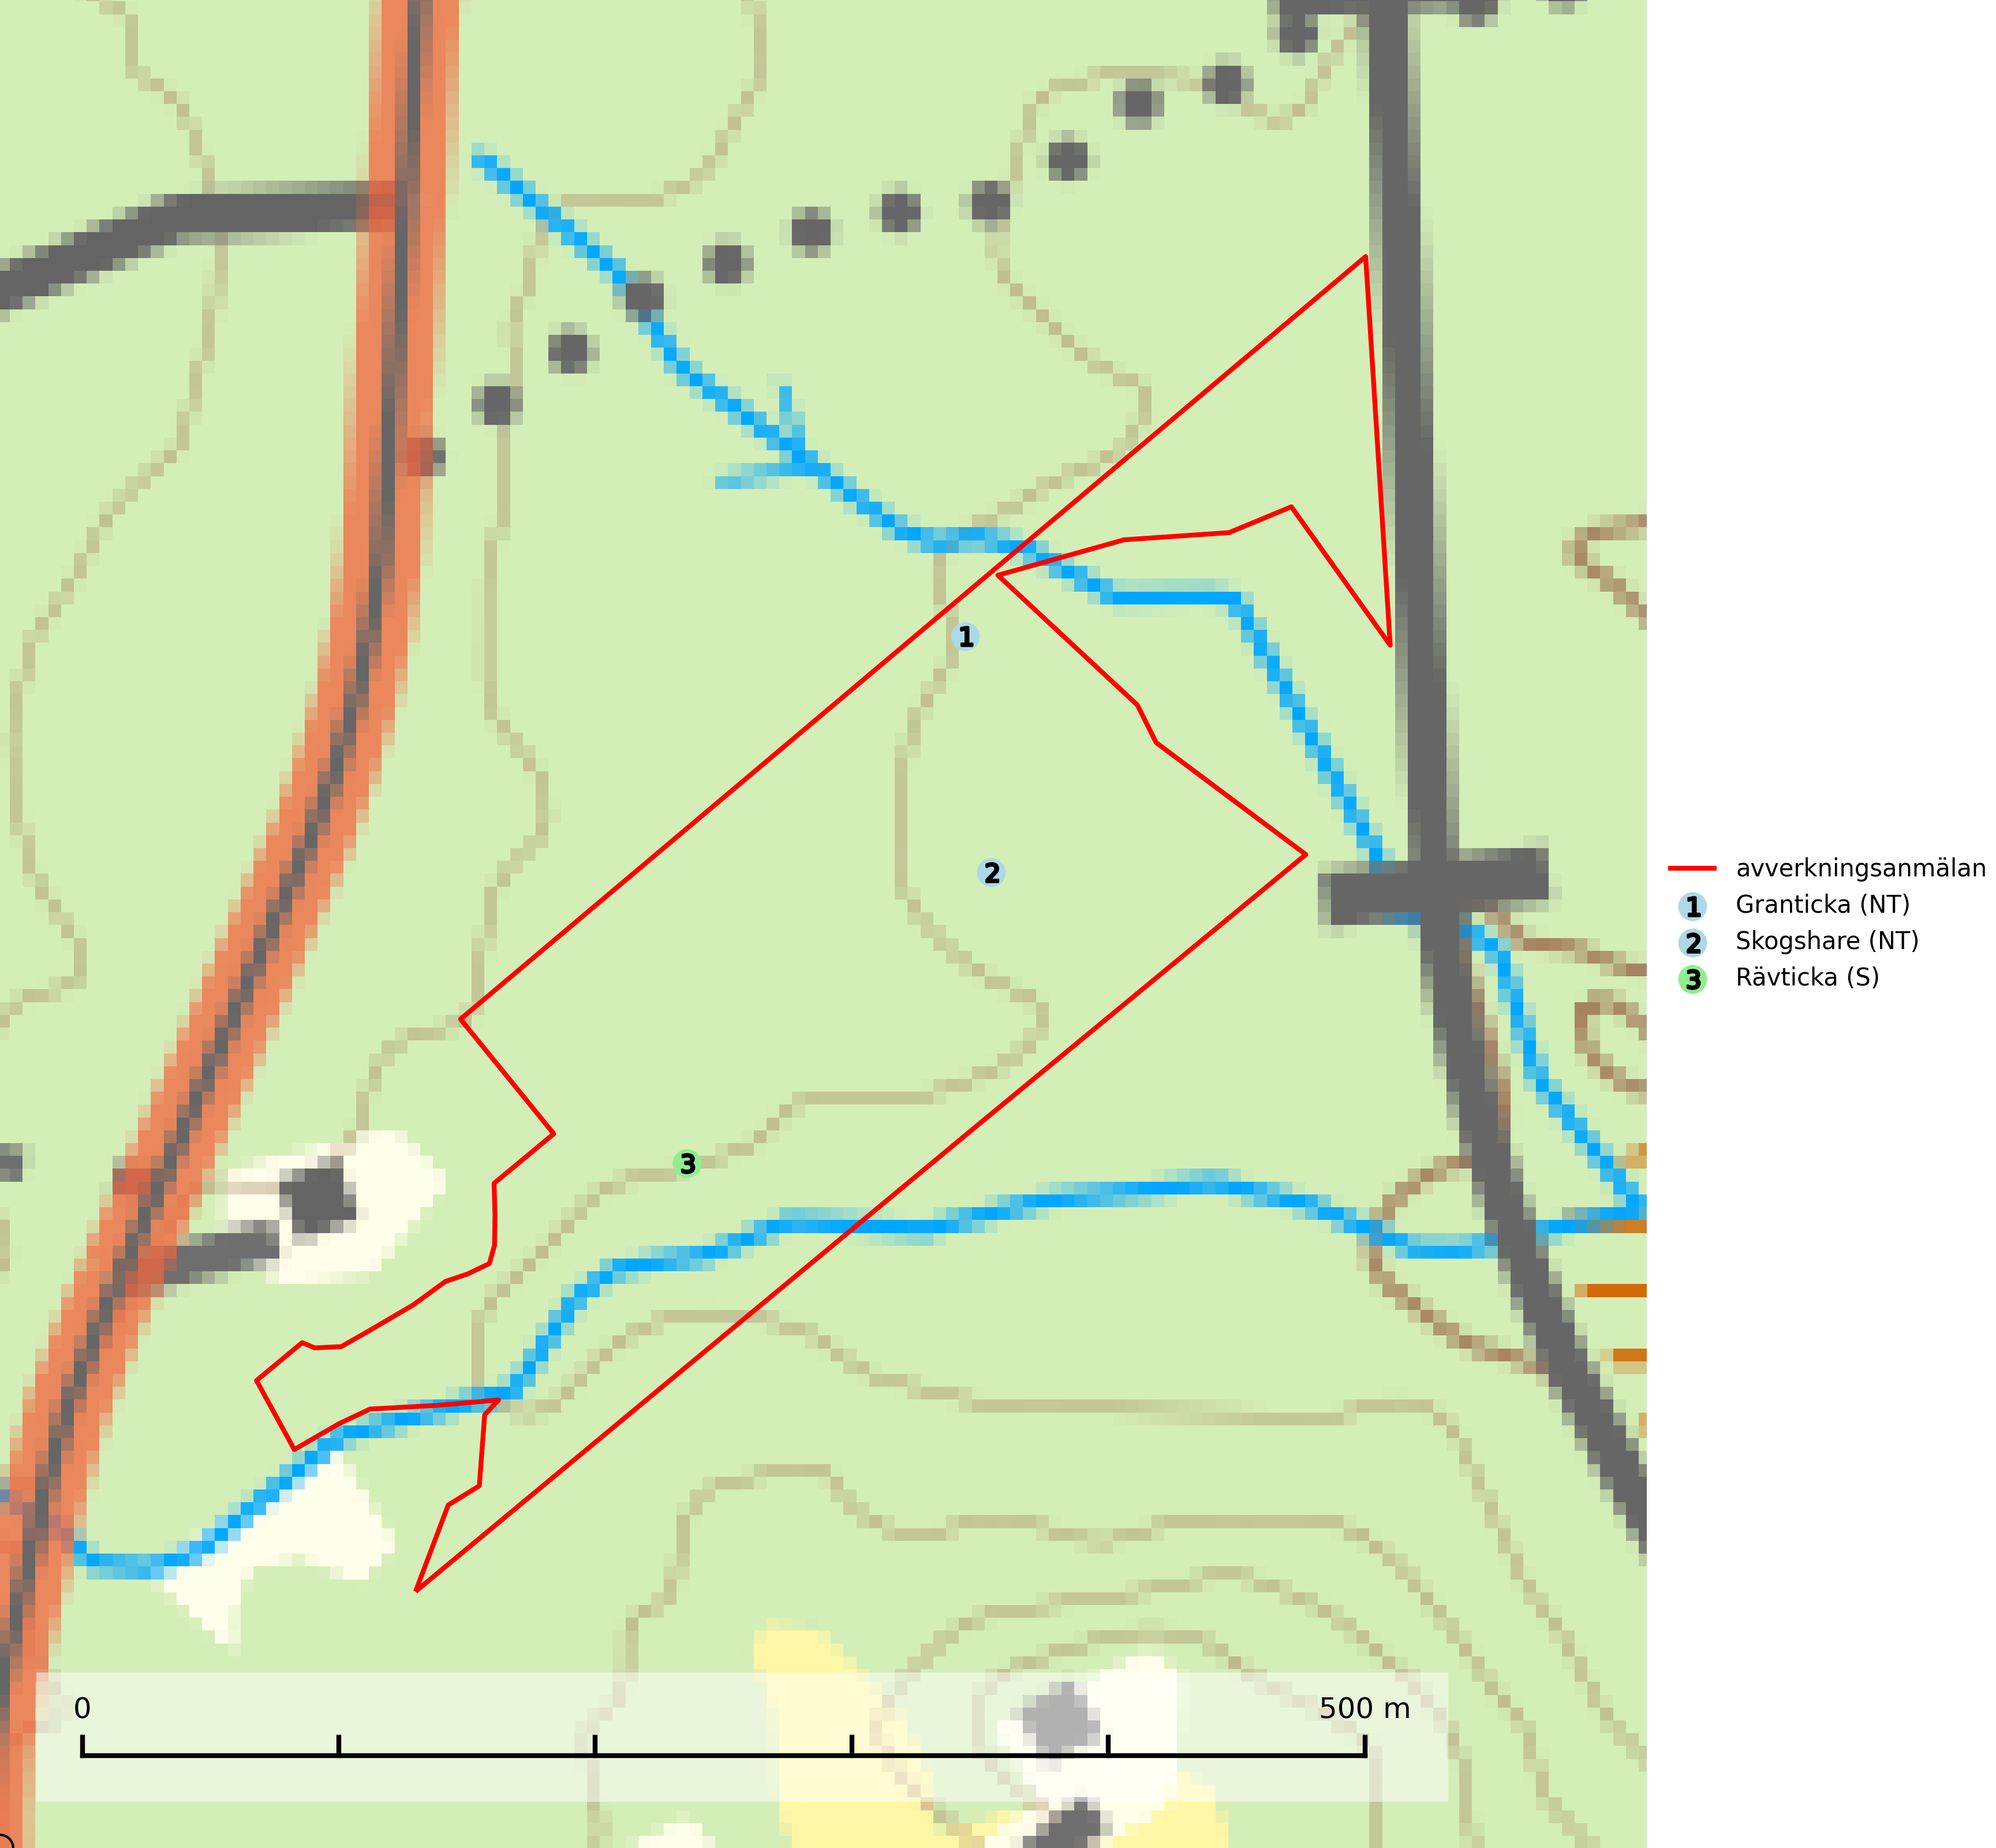 1
2
3
avverkningsanmälan
1 Granticka (NT)
2 Skogshare (NT)
3 Rävticka (S)
0 500 m